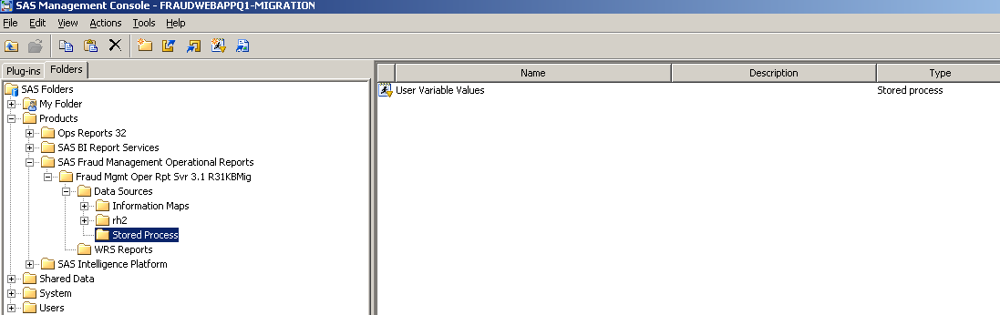 SAS Management Console - FRAUDWEBAPPQ1-MIGRATION
File Edit View Actions Tools Help
Plug-ins Folders
SAS Folders
My Folder
Products
Ops Reports 32
SAS BI Report Services
SAS Fraud Management Operational Reports
Fraud Mgmt Oper Rpt Svr 3.1 R31KBMig
Data Sources
Information Maps
rh2
Stored Process
WRS Reports
SAS Intelligence Platform
Shared Data
System
Users
Name Description Type
User Variable Values Stored process